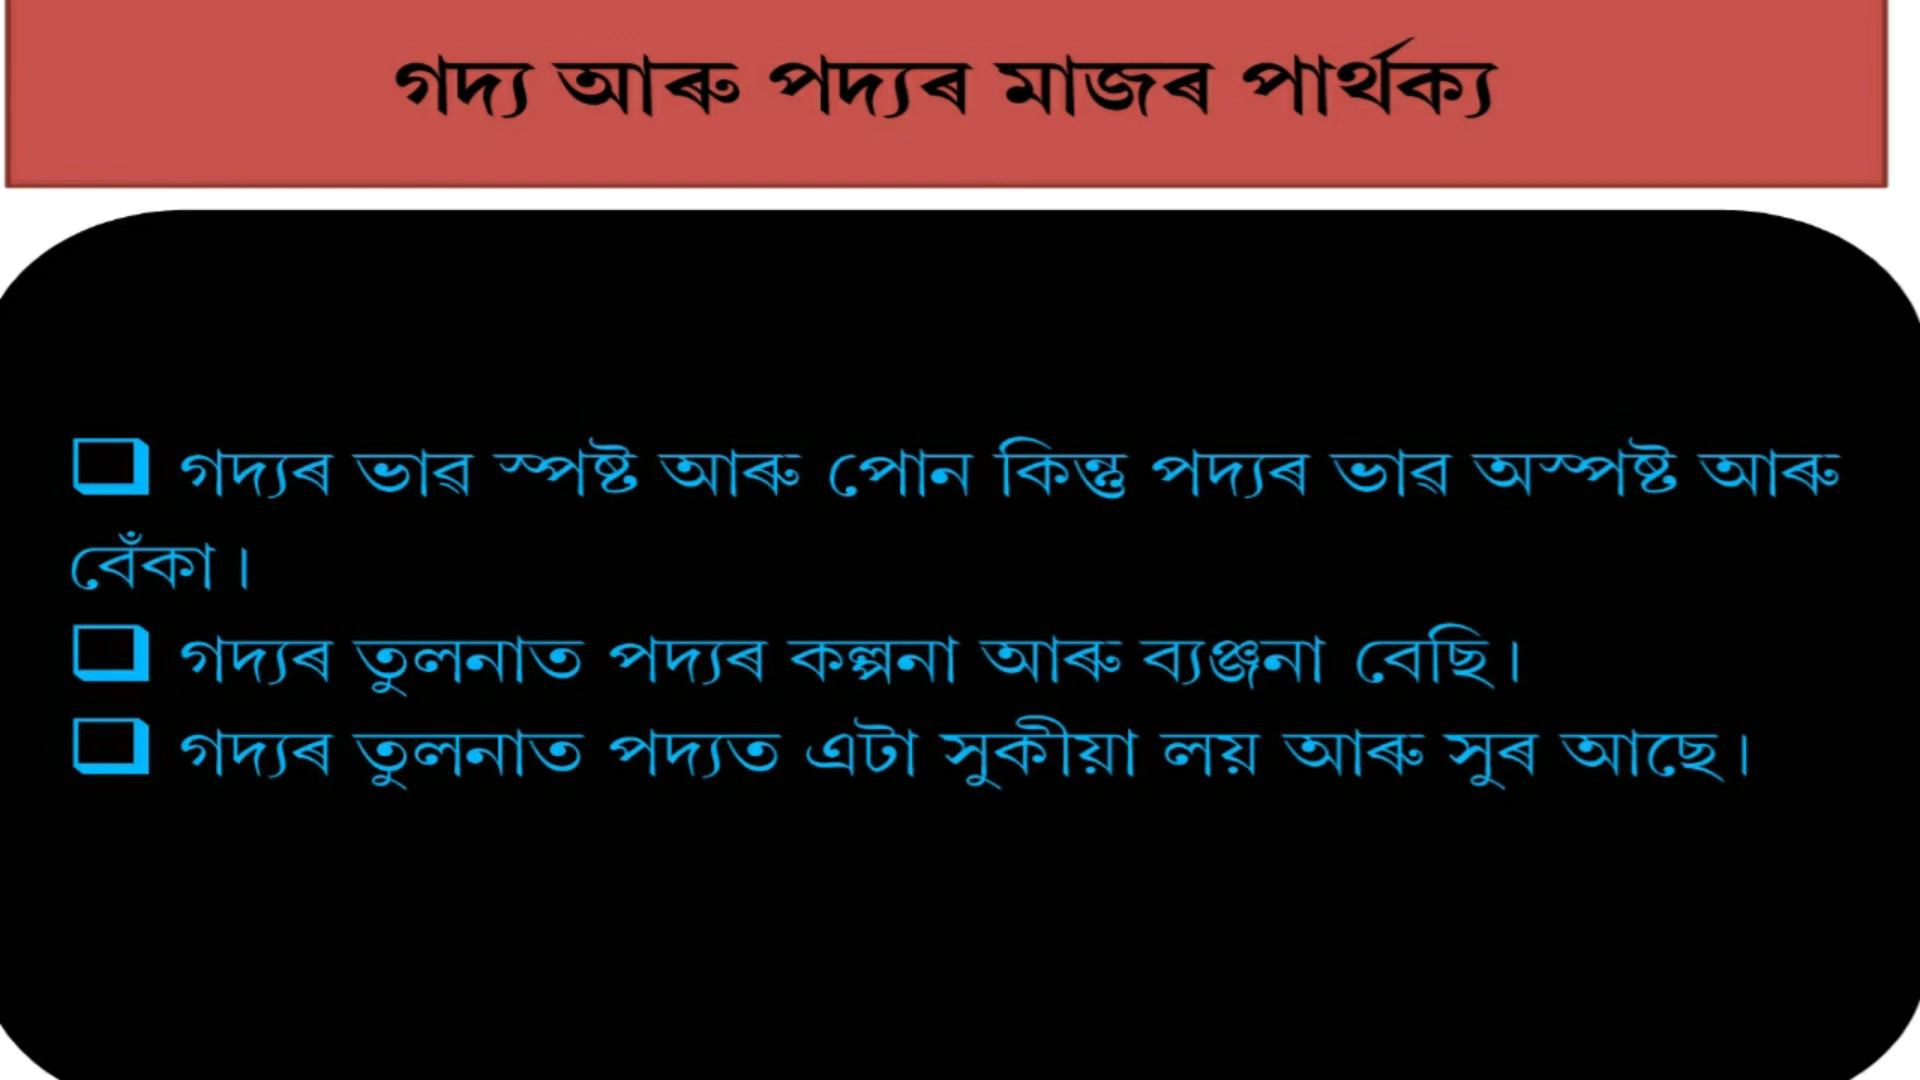 গদ্য আৰু পদ্যৰ মাজৰ পাৰ্থক্য
❑ গদ্যৰ ভাৱ স্পষ্ট আৰু পোন কিন্তু পদ্যৰ ভাৱ অস্পষ্ট আৰু
বেঁকা।
❑ গদ্যৰ তুলনাত পদ্যৰ কল্পনা আৰু ব্যঞ্জনা বেছি।
❑ গদ্যৰ তুলনাত পদ্যত এটা সুকীয়া লয় আৰু সুৰ আছে।